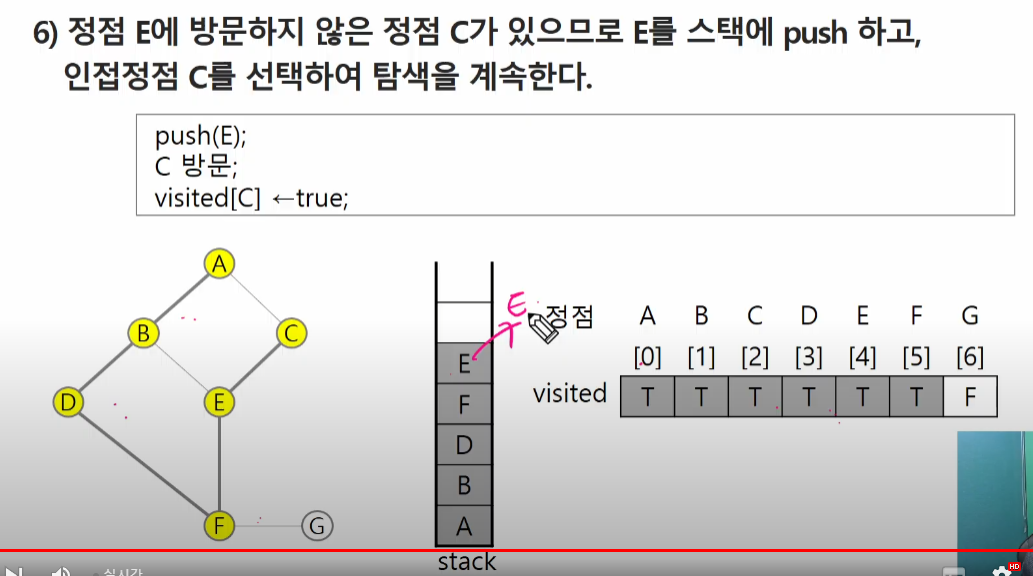 6) 정점 E에 방문하지 않은 정점 C가 있으므로 E를 스택에 push 하고,
인접정점 C를 선택하여 탐색을 계속한다.
push(E);
C 방문;
visited[C] ←true;
A
B
C
D
E
F
G
E
E
F
D
B
A
stack
정점 A B C D E F G
[0] [1] [2] [3] [4] [5] [6]
visited T T T T T T F
실시간
HD